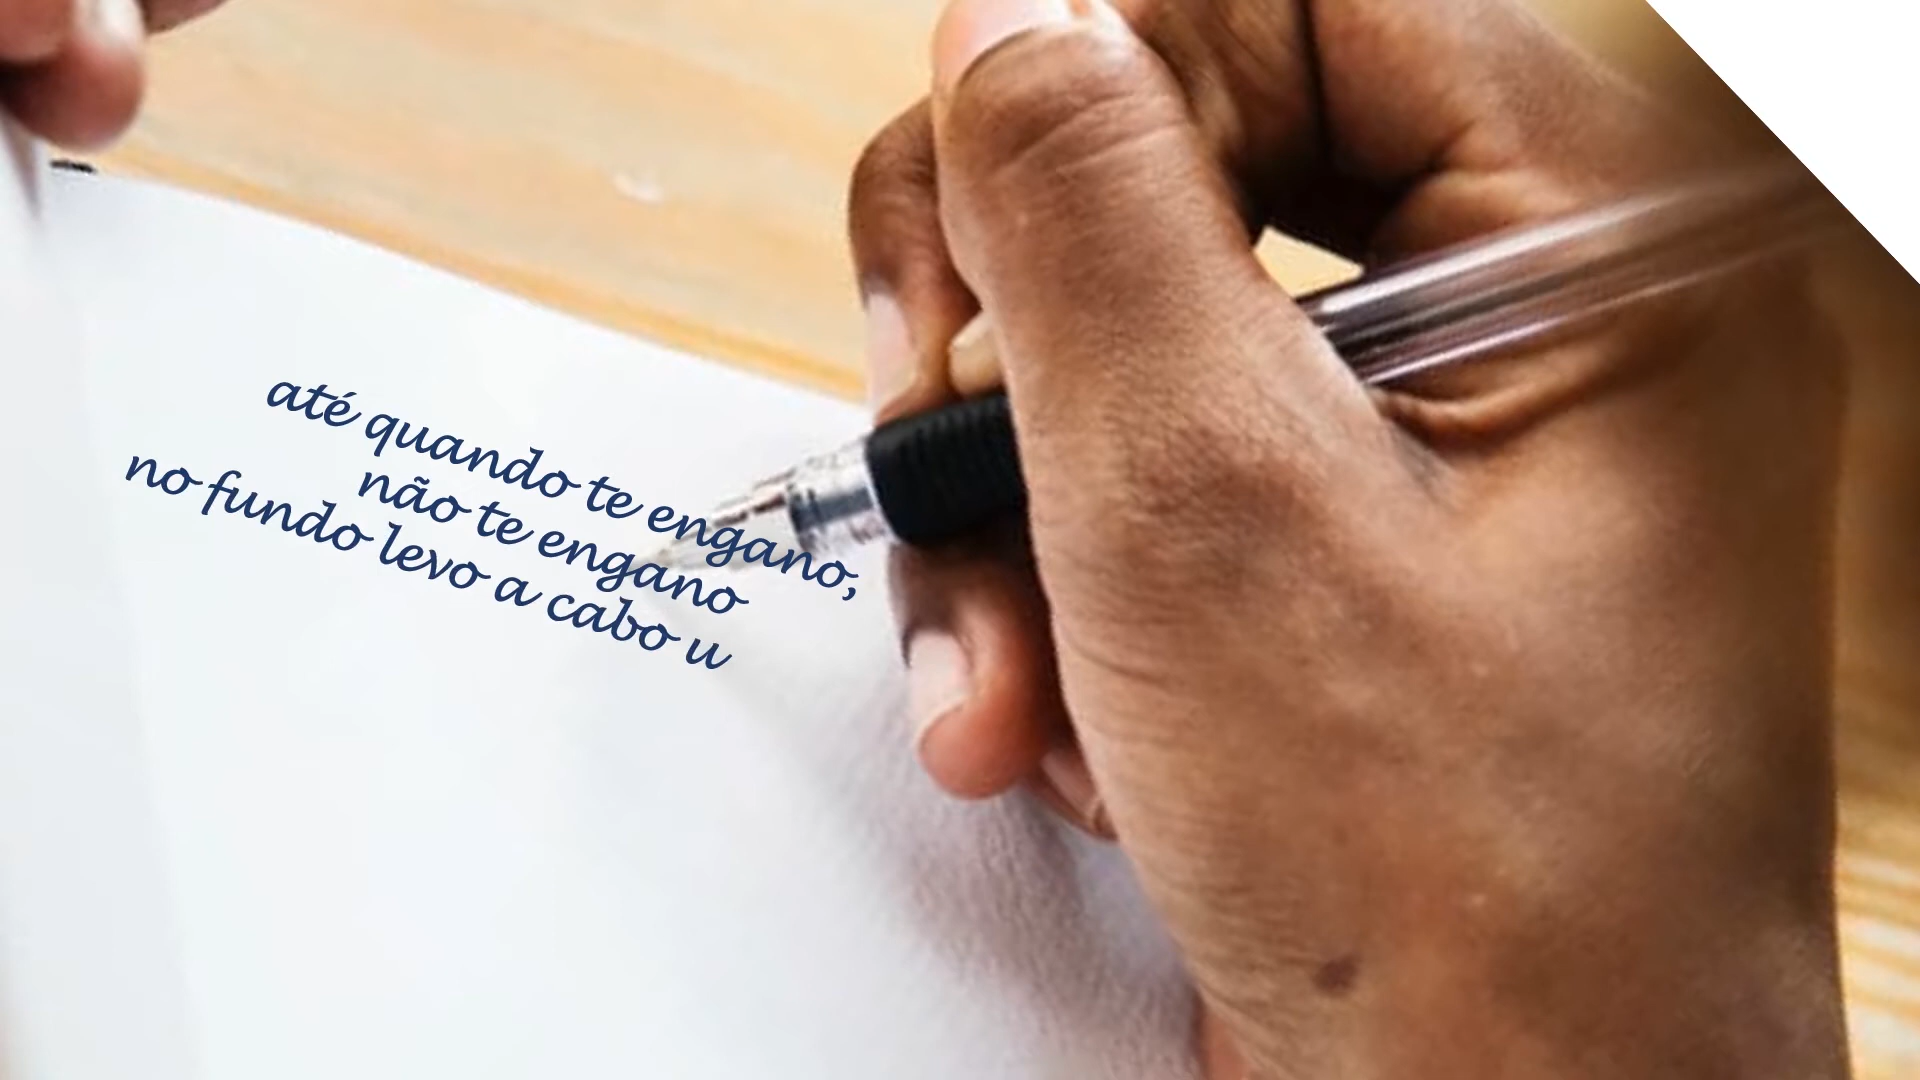 até quando te engano,
não te engano
no fundo levo a cabo u